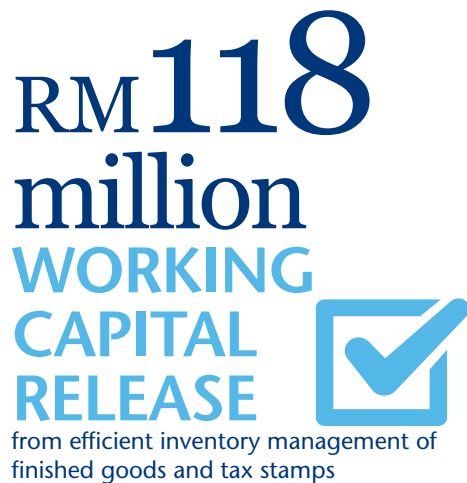 RM118
million
WORKING
CAPITAL
RELEASE
from efficient inventory management of
finished goods and tax stamps